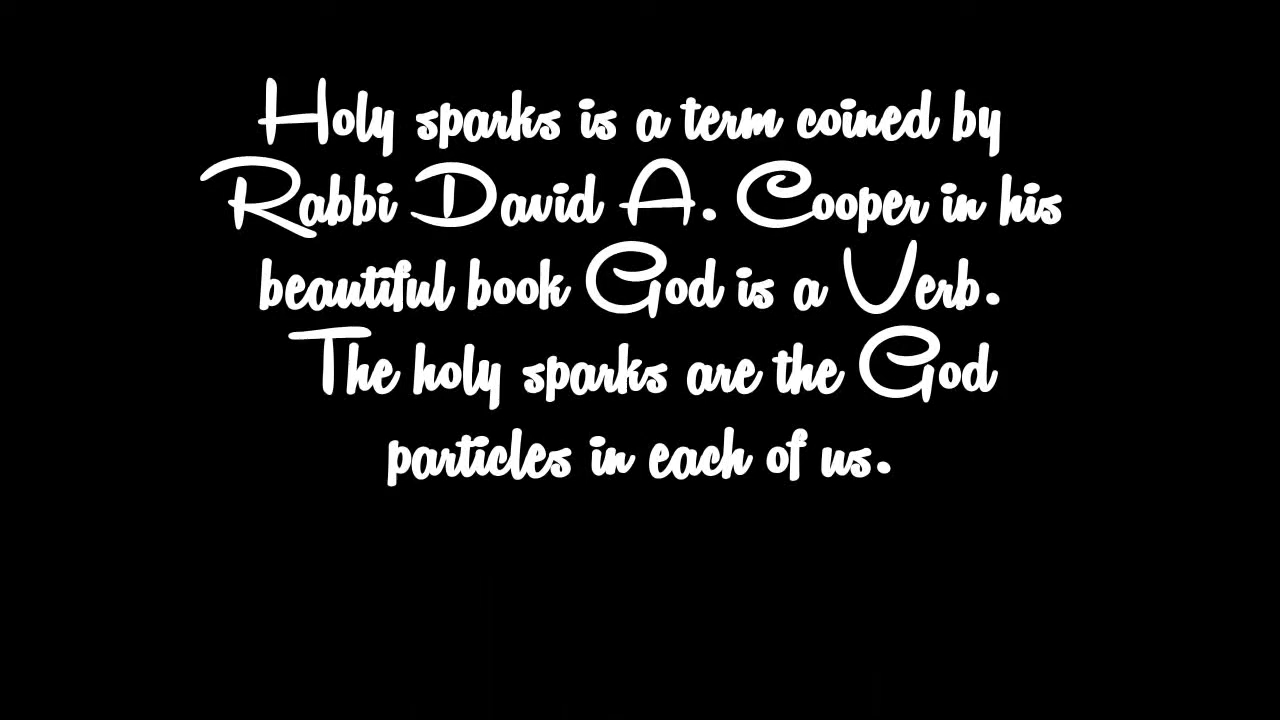 Holy sparks is a term coined by
Rabbi David A. Cooper in his
beautiful book God is a Verb.
The holy sparks are the God
particles in each of us.